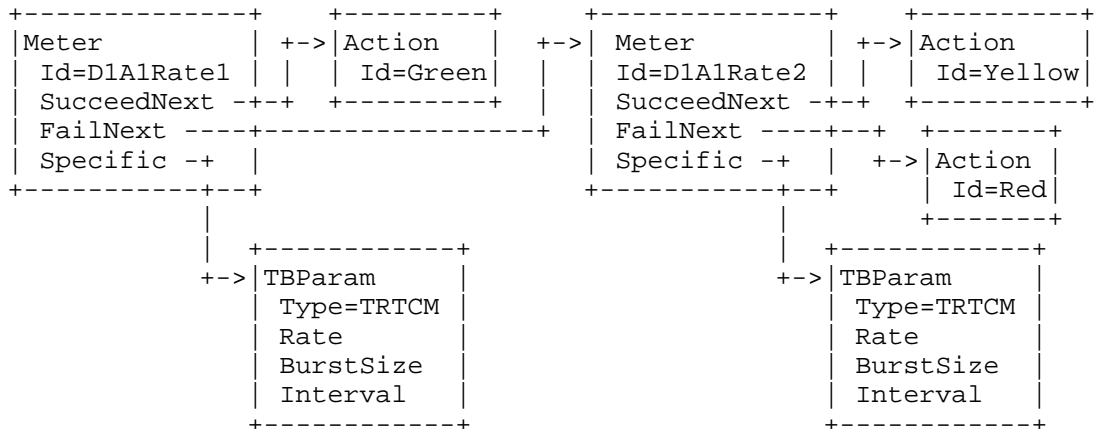 +---------------+     +---------+       +---------------+     +----------+
|Meter          | +->|Action   |   +->| Meter         | +->|Action    |
| Id=D1A1Rate1  | |  | Id=Green|   |  | Id=D1A1Rate2  | |  | Id=Yellow|
| SucceedNext -+-+   +---------+   |  | SucceedNext -+-+   +----------+
| FailNext ----+------------------+   | FailNext ----+--+  +-------+
| Specific -+   |                     | Specific -+   |  +->|Action |
+-----------+--+                      +-----------+--+      | Id=Red|
            |                                     |         +-------+
            |  +------------+                     |  +------------+
            +->|TBParam     |                     +->|TBParam     |
               | Type=TRTCM |                        | Type=TRTCM |
               | Rate       |                        | Rate       |
               | BurstSize  |                        | BurstSize  |
               | Interval   |                        | Interval   |
               +------------+                        +------------+